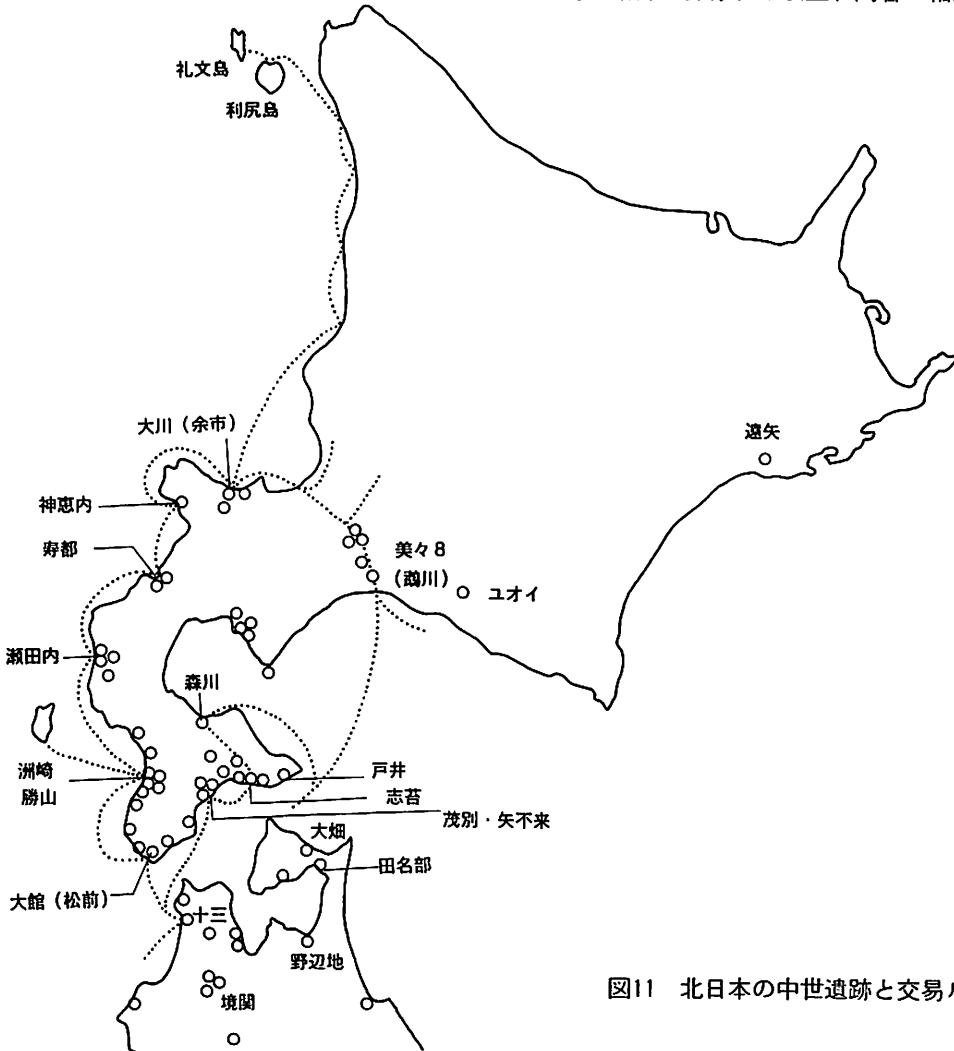 礼文島
利尻島
大川（余市）
遠矢
神恵内
寿都
美々8
（鵡川）
ユオイ
瀬田内
森川
洲崎
勝山
戸井
志苔
茂別・矢不来
大畑
田名部
大館（松前）
十三
野辺地
境関
図11 北日本の中世遺跡と交易